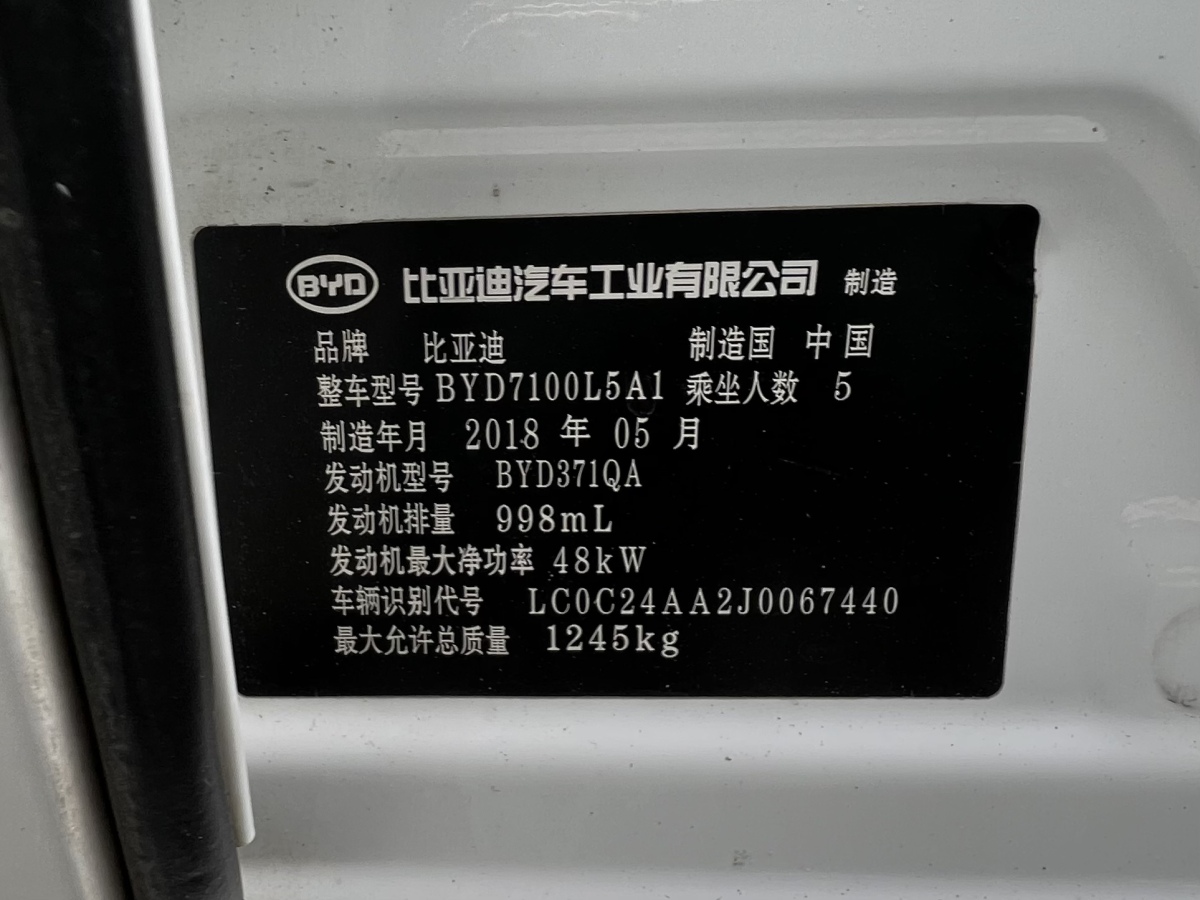 BYD 比亚迪汽车工业有限公司 制造
品牌 比亚迪 制造国 中国
整车型号 BYD7100L5A1 乘坐人数 5
制造年月 2018 年 05 月
发动机型号 BYD371QA
发动机排量 998mL
发动机最大净功率 48kW
车辆识别代号 LC0C24AA2J0067440
最大允许总质量 1245kg